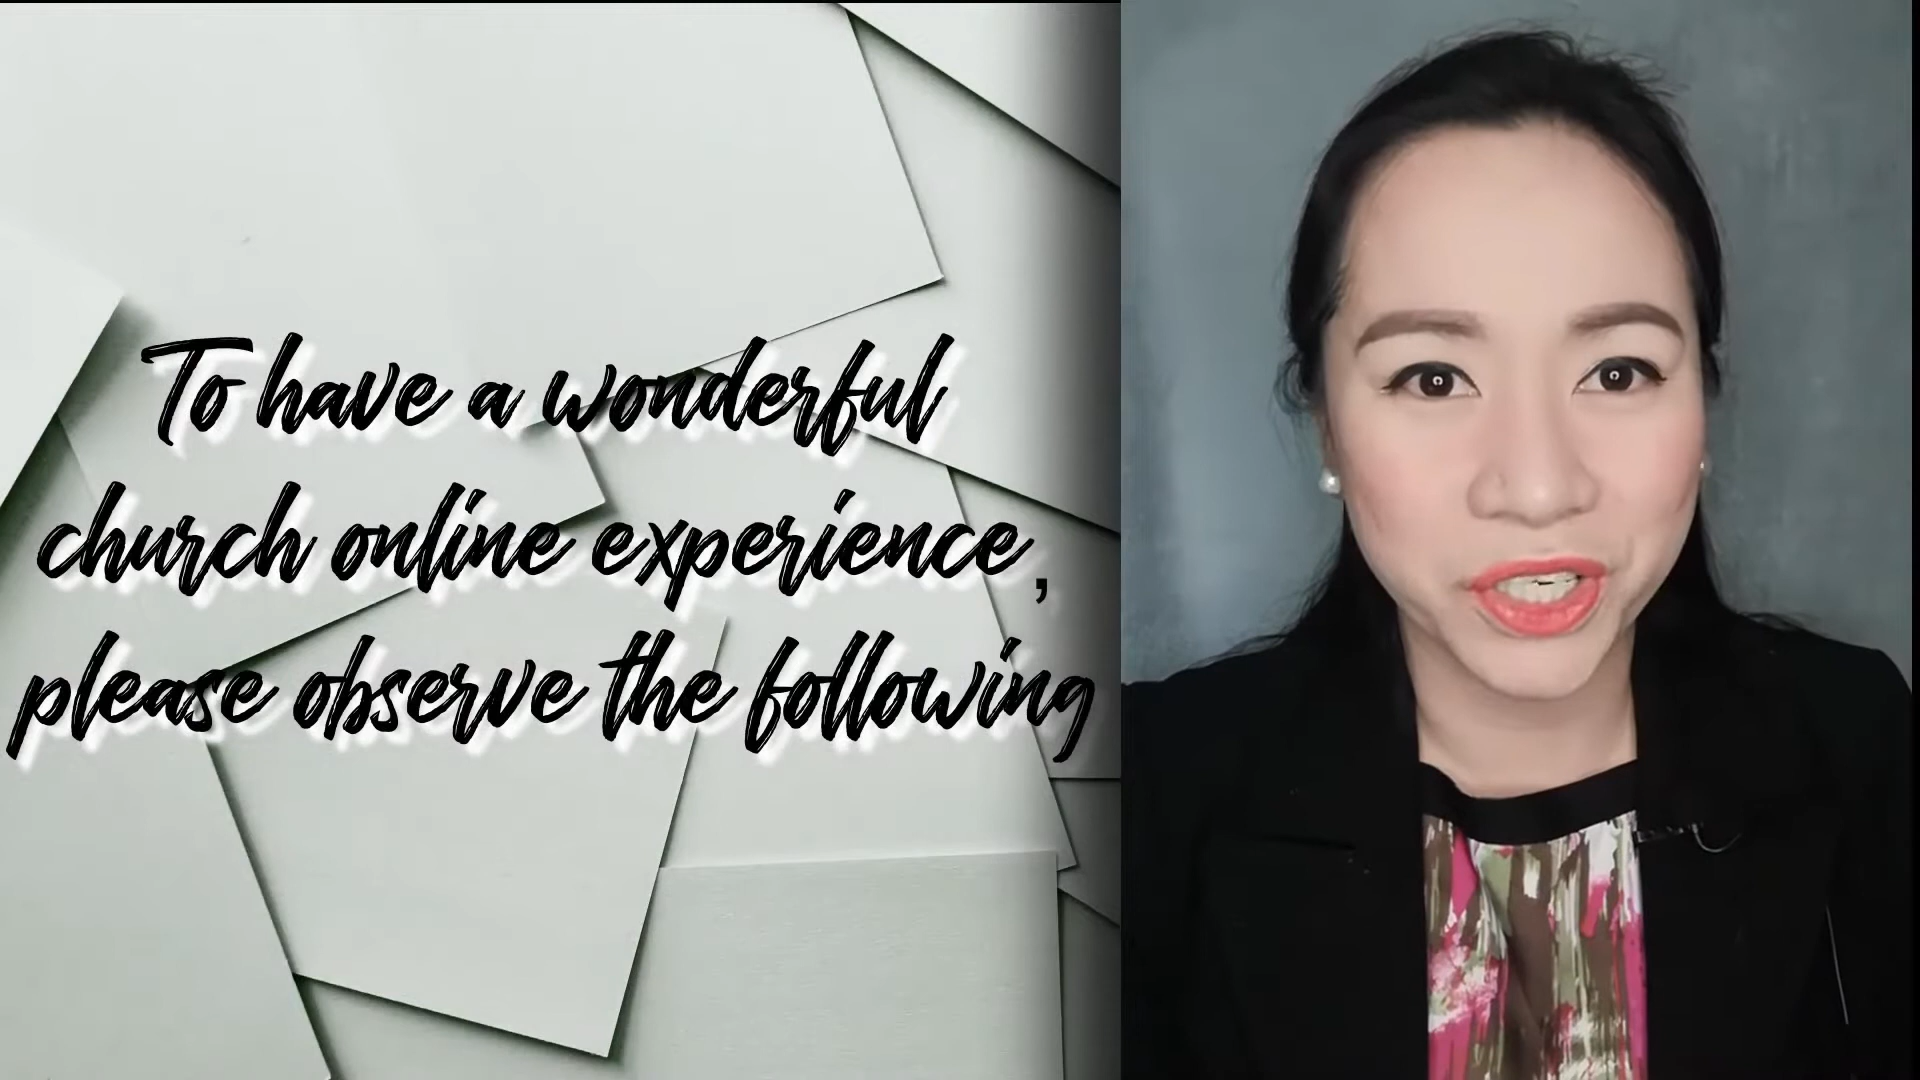 To have a wonderful
church online experience,
please observe the following